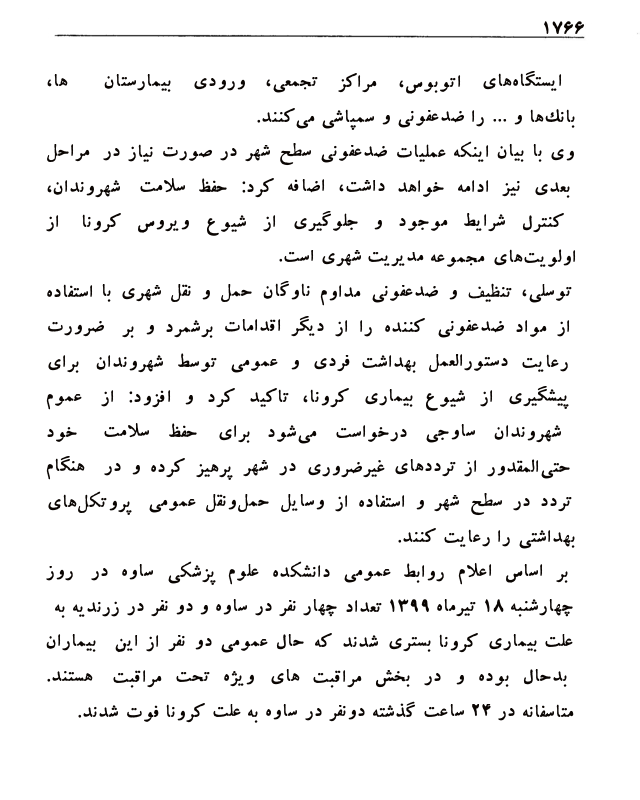 ۱۷۶۶
ایستگاه‌های اتوبوس، مراکز تجمعی، ورودی بیمارستان ها،
بانك‌ها و ... را ضدعفونی و سمپاشی می‌کنند.
وی با بیان اینکه عملیات ضدعفونی سطح شهر در صورت نیاز در مراحل
بعدی نیز ادامه خواهد داشت، اضافه کرد: حفظ سلامت شهروندان،
کنترل شرایط موجود و جلوگیری از شیوع ویروس کرونا از
اولویت‌های مجموعه مدیریت شهری است.
توسلی، تنظیف و ضدعفونی مداوم ناوگان حمل و نقل شهری با استفاده
از مواد ضدعفونی کننده را از دیگر اقدامات برشمرد و بر ضرورت
رعایت دستورالعمل بهداشت فردی و عمومی توسط شهروندان برای
پیشگیری از شیوع بیماری کرونا، تاکید کرد و افزود: از عموم
شهروندان ساوجی درخواست می‌شود برای حفظ سلامت خود
حتی‌المقدور از ترددهای غیرضروری در شهر پرهیز کرده و در هنگام
تردد در سطح شهر و استفاده از وسایل حمل‌ونقل عمومی پروتکل‌های
بهداشتی را رعایت کنند.
بر اساس اعلام روابط عمومی دانشکده علوم پزشکی ساوه در روز
چهارشنبه ۱۸ تیرماه ۱۳۹۹ تعداد چهار نفر در ساوه و دو نفر در زرندیه به
علت بیماری کرونا بستری شدند که حال عمومی دو نفر از این بیماران
بدحال بوده و در بخش مراقبت های ویژه تحت مراقبت هستند.
متاسفانه در ۲۴ ساعت گذشته دونفر در ساوه به علت کرونا فوت شدند.